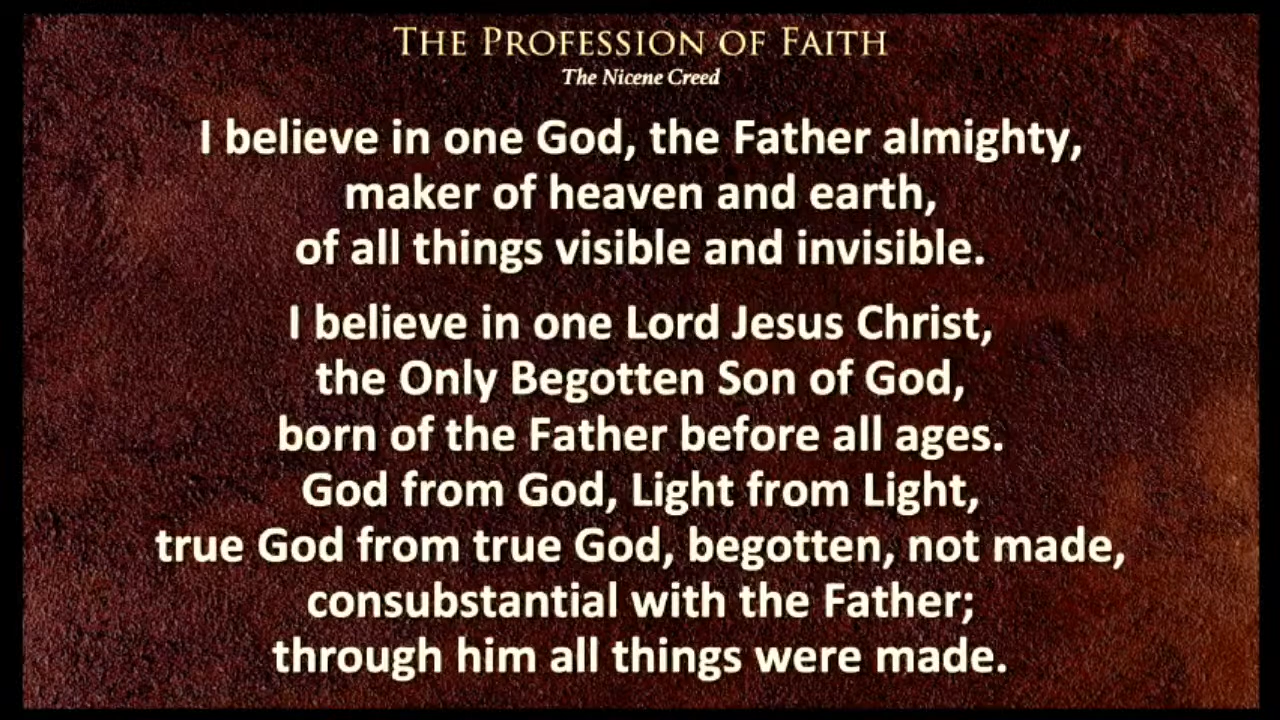 THE PROFESSION OF FAITH
The Nicene Creed
I believe in one God, the Father almighty,
maker of heaven and earth,
of all things visible and invisible.
I believe in one Lord Jesus Christ,
the Only Begotten Son of God,
born of the Father before all ages.
God from God, Light from Light,
true God from true God, begotten, not made,
consubstantial with the Father;
through him all things were made.